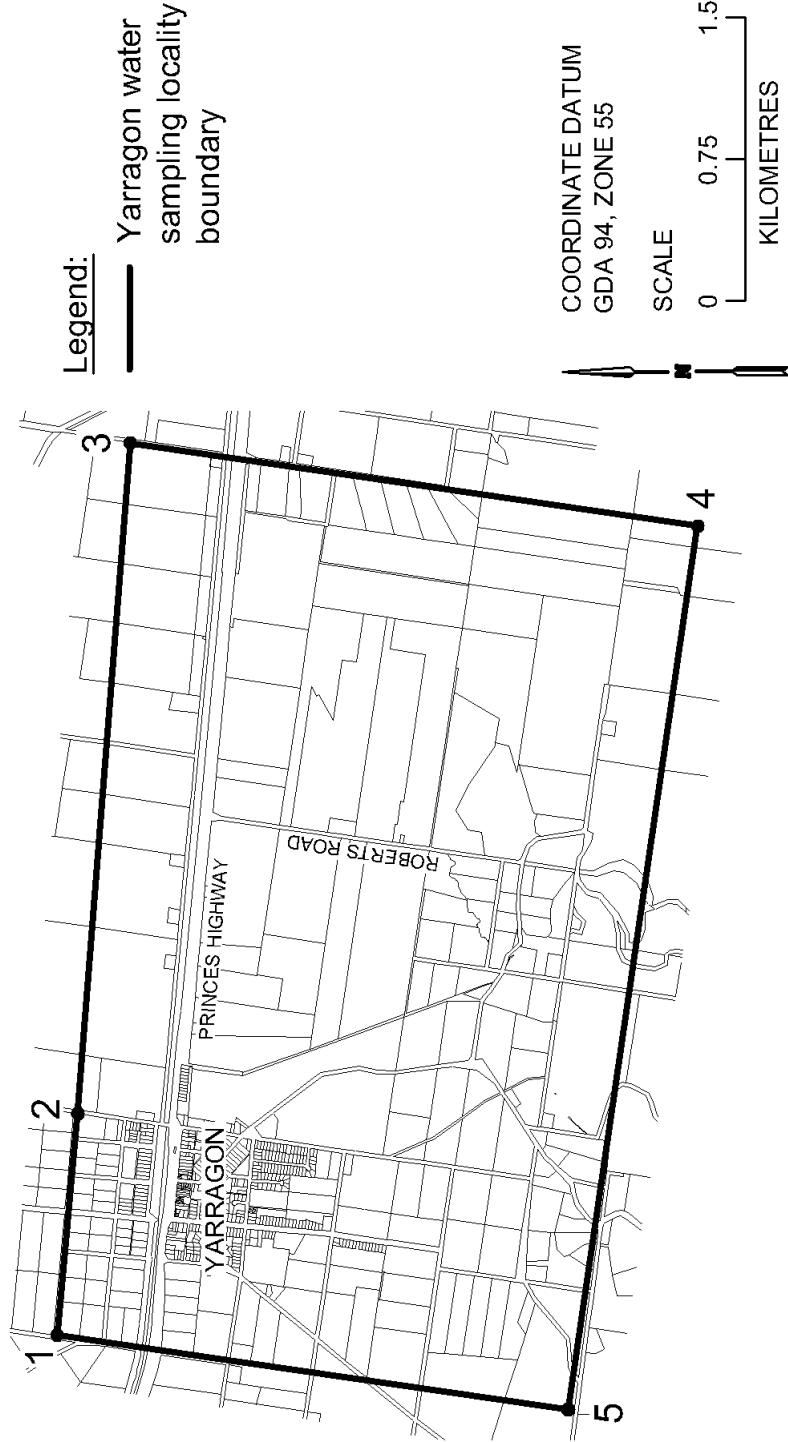 1
2
3
4
5
PRINCES HIGHWAY
ROBERTS ROAD
YARRAGON
Legend:
Yarragon water
sampling locality
boundary
COORDINATE DATUM
GDA 94, ZONE 55
SCALE
0 0.75 1.5
KILOMETRES
N